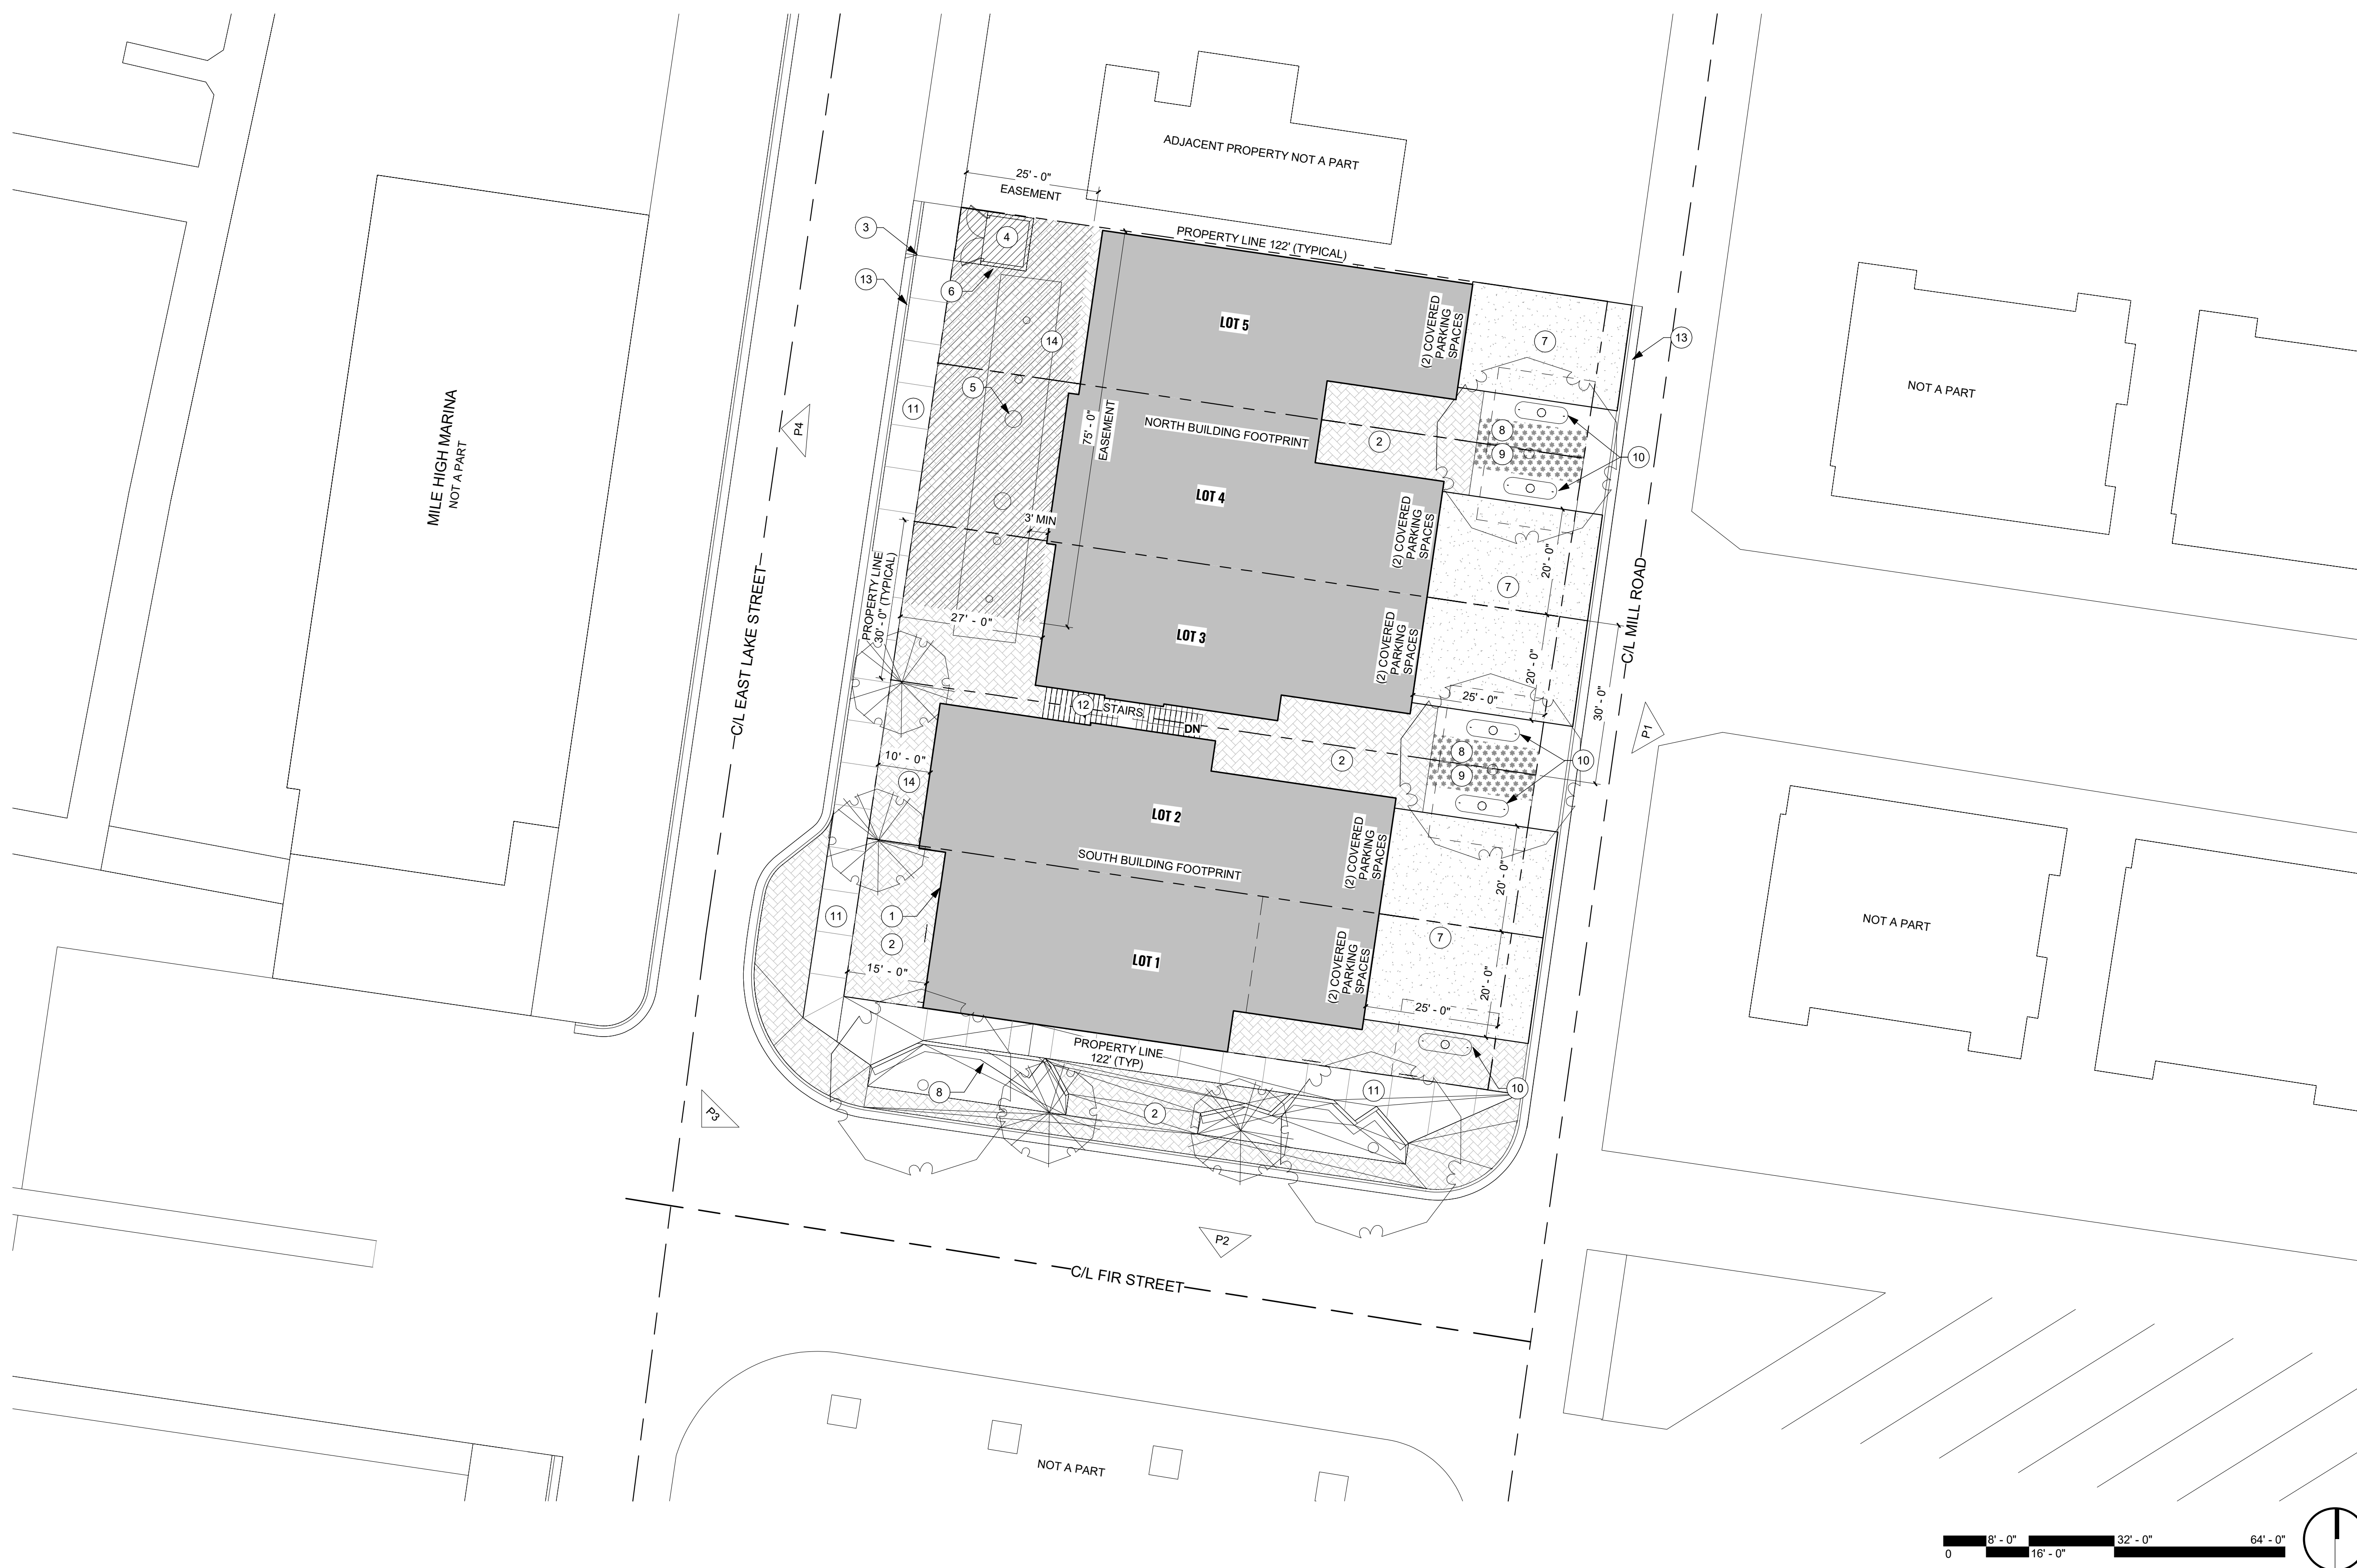 ADJACENT PROPERTY NOT A PART
25' - 0"
EASEMENT
3
4
PROPERTY LINE 122' (TYPICAL)
13
6
LOT 5
(2) COVERED
PARKING
SPACES
14
7
13
NOT A PART
5
11
P4
MILE HIGH MARINA
NOT A PART
75' - 0"
EASEMENT
NORTH BUILDING FOOTPRINT
2
8
9
10
LOT 4
(2) COVERED
PARKING
SPACES
3' MIN
PROPERTY LINE
30' - 0" (TYPICAL)
20' - 0"
7
C/L MILL ROAD
27' - 0"
LOT 3
(2) COVERED
PARKING
SPACES
20' - 0"
C/L EAST LAKE STREET
25' - 0"
30' - 0"
12
STAIRS
DN
P1
2
8
9
10
10' - 0"
14
LOT 2
(2) COVERED
PARKING
SPACES
SOUTH BUILDING FOOTPRINT
20' - 0"
11
1
2
7
NOT A PART
LOT 1
(2) COVERED
PARKING
SPACES
15' - 0"
20' - 0"
25' - 0"
PROPERTY LINE
122' (TYP)
8
2
11
10
P3
P2
C/L FIR STREET
NOT A PART
8' - 0"
32' - 0"
64' - 0"
0
16' - 0"